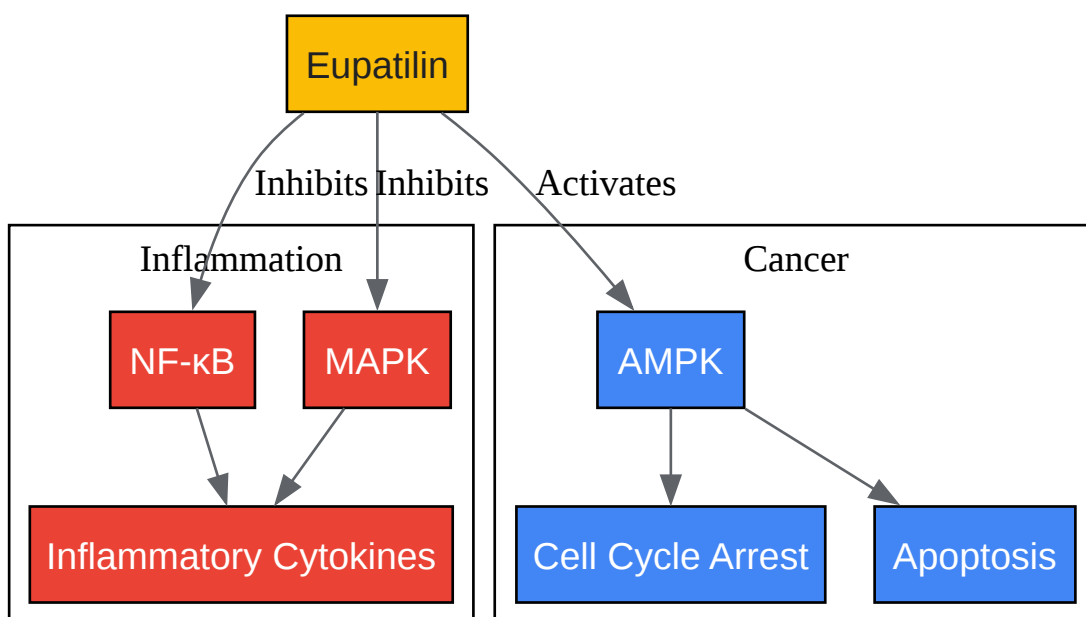 Eupatilin
Inhibits
Inhibits
Activates
Inflammation
Cancer
NF-κB
MAPK
AMPK
Inflammatory Cytokines
Cell Cycle Arrest
Apoptosis